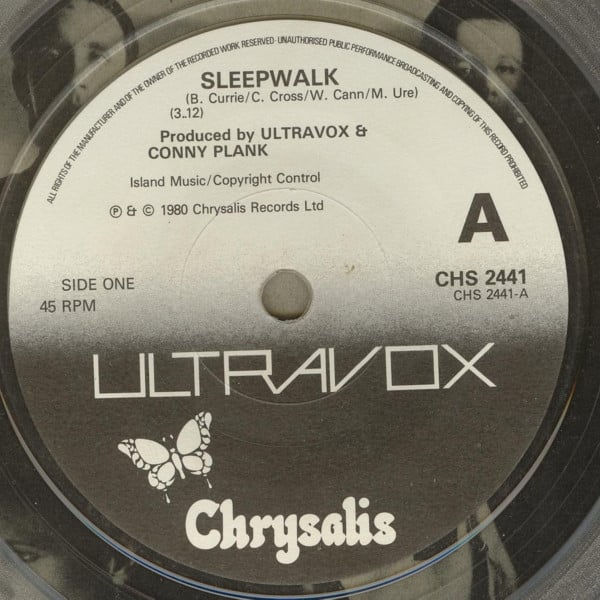 ALL RIGHTS OF THE MANUFACTURER AND OF THE OWNER OF THE RECORDED WORK RESERVED · UNAUTHORISED PUBLIC PERFORMANCE BROADCASTING AND COPYING OF THIS RECORD PROHIBITED
SLEEPWALK
(B. Currie/C. Cross/W. Cann/M. Ure)
(3..12)
Produced by ULTRAVOX &
CONNY PLANK
Island Music/Copyright Control
℗ & © 1980 Chrysalis Records Ltd
A
SIDE ONE
45 RPM
CHS 2441
CHS 2441-A
ULTRAVOX
Chrysalis